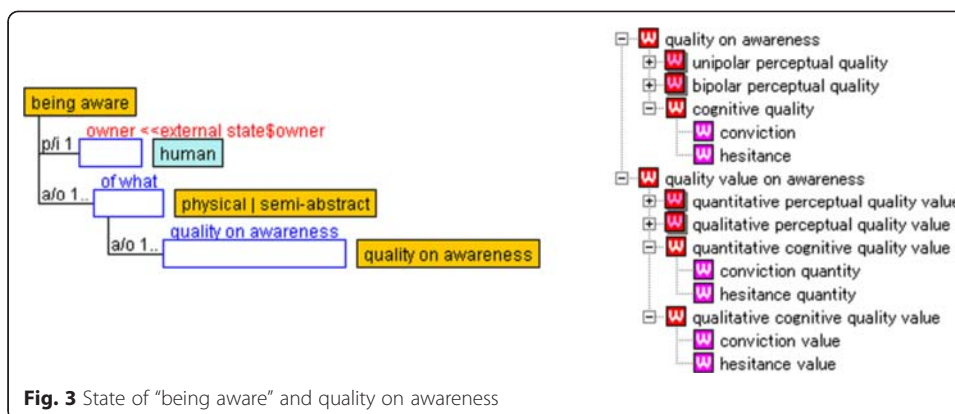 being aware
owner <<external state$owner
p/i 1
human
of what
a/o 1..
physical | semi-abstract
quality on awareness
a/o 1..
quality on awareness
quality on awareness
unipolar perceptual quality
bipolar perceptual quality
cognitive quality
conviction
hesitance
quality value on awareness
quantitative perceptual quality value
qualitative perceptual quality value
quantitative cognitive quality value
conviction quantity
hesitance quantity
qualitative cognitive quality value
conviction value
hesitance value
Fig. 3 State of “being aware” and quality on awareness